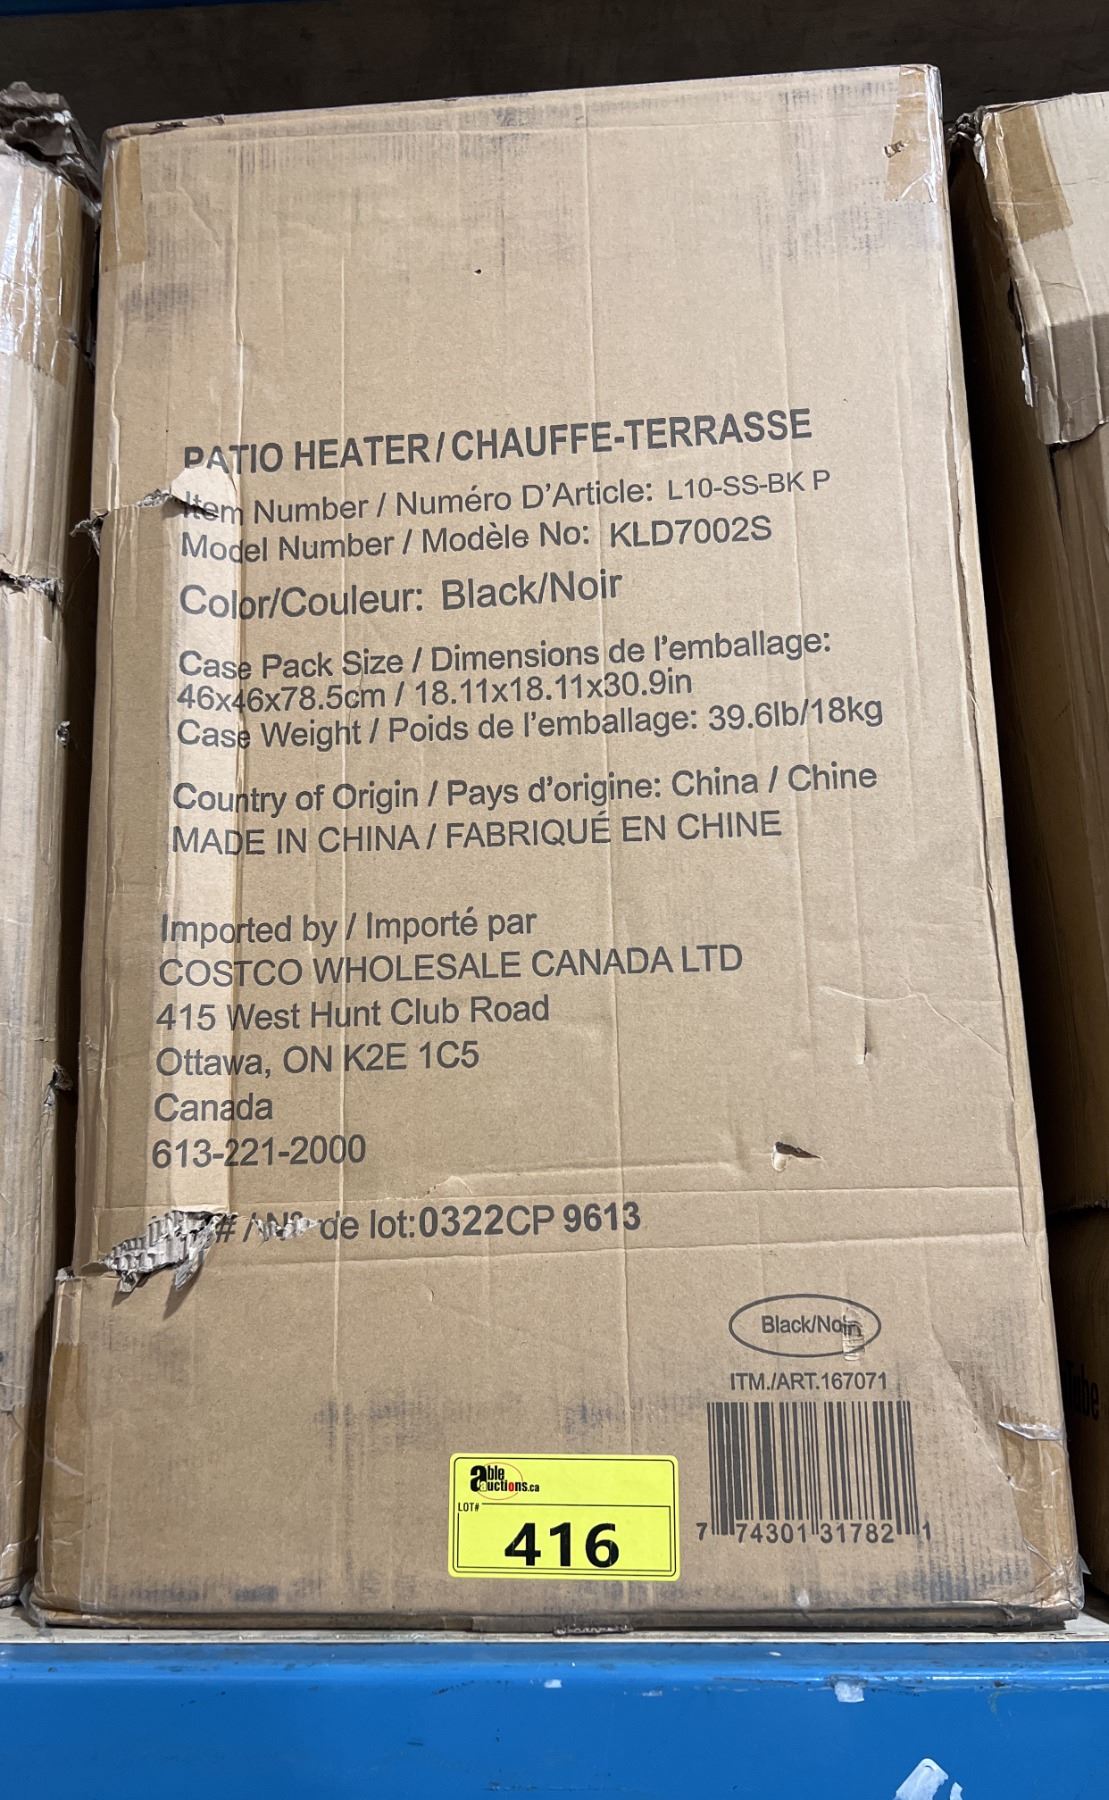 PATIO HEATER / CHAUFFE-TERRASSE
Item Number / Numéro D'Article: L10-SS-BK P
Model Number / Modèle No: KLD7002S
Color/Couleur: Black/Noir
Case Pack Size / Dimensions de l'emballage:
46x46x78.5cm / 18.11x18.11x30.9in
Case Weight / Poids de l'emballage: 39.6lb/18kg
Country of Origin / Pays d'origine: China / Chine
MADE IN CHINA / FABRIQUÉ EN CHINE
Imported by / Importé par
COSTCO WHOLESALE CANADA LTD
415 West Hunt Club Road
Ottawa, ON K2E 1C5
Canada
613-221-2000
# / Nº de lot:0322CP 9613
Black/Noir
ITM./ART.167071
7 74301 31782 1
able auctions.ca
LOT#
416